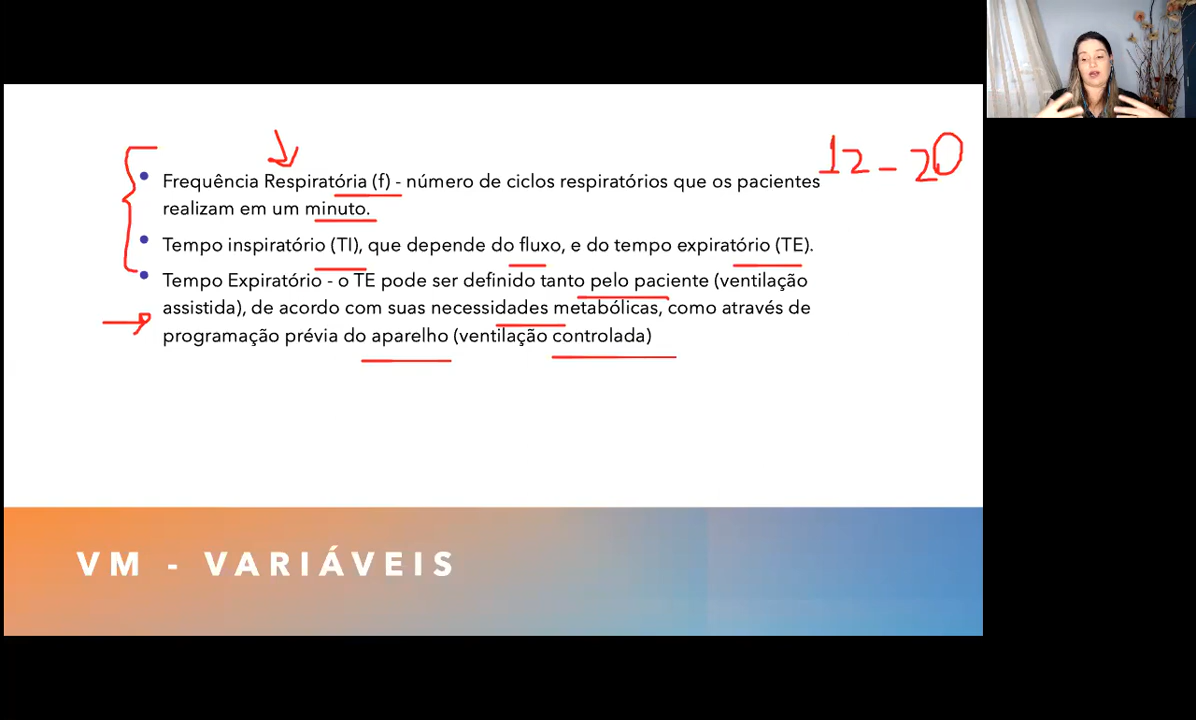 12 - 20
• Frequência Respiratória (f) - número de ciclos respiratórios que os pacientes
realizam em um minuto.
• Tempo inspiratório (TI), que depende do fluxo, e do tempo expiratório (TE).
• Tempo Expiratório - o TE pode ser definido tanto pelo paciente (ventilação
assistida), de acordo com suas necessidades metabólicas, como através de
programação prévia do aparelho (ventilação controlada)
VM - VARIÁVEIS